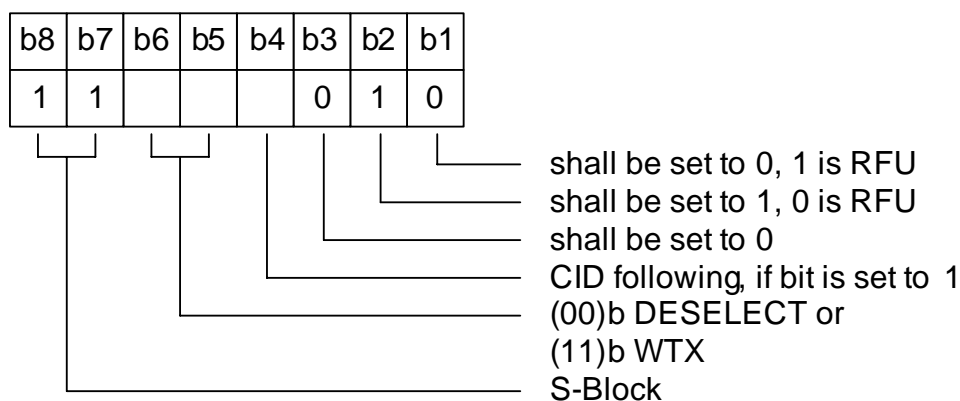 b8 b7 b6 b5 b4 b3 b2 b1
1 1 0 1 0
shall be set to 0, 1 is RFU
shall be set to 1, 0 is RFU
shall be set to 0
CID following, if bit is set to 1
(00)b DESELECT or
(11)b WTX
S-Block